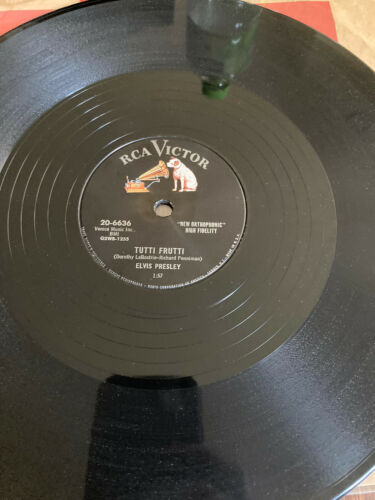 RCA VICTOR
20-6636
Venice Music Inc.,
BMI
G2WB-1255
"NEW ORTHOPHONIC"
HIGH FIDELITY
TUTTI FRUTTI
(Dorothy LaBostrie-Richard Penniman)
ELVIS PRESLEY
1:57